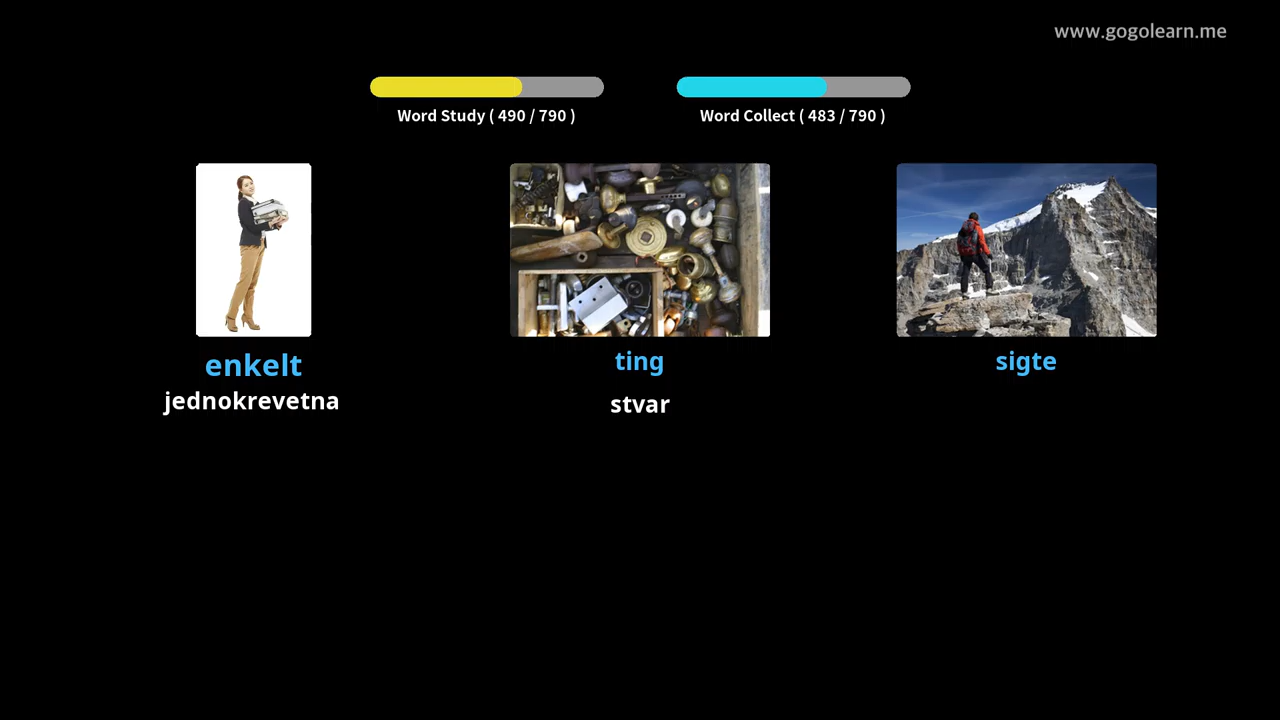 www.gogolearn.me
Word Study ( 490 / 790 )
Word Collect ( 483 / 790 )
enkelt
jednokrevetna
ting
stvar
sigte